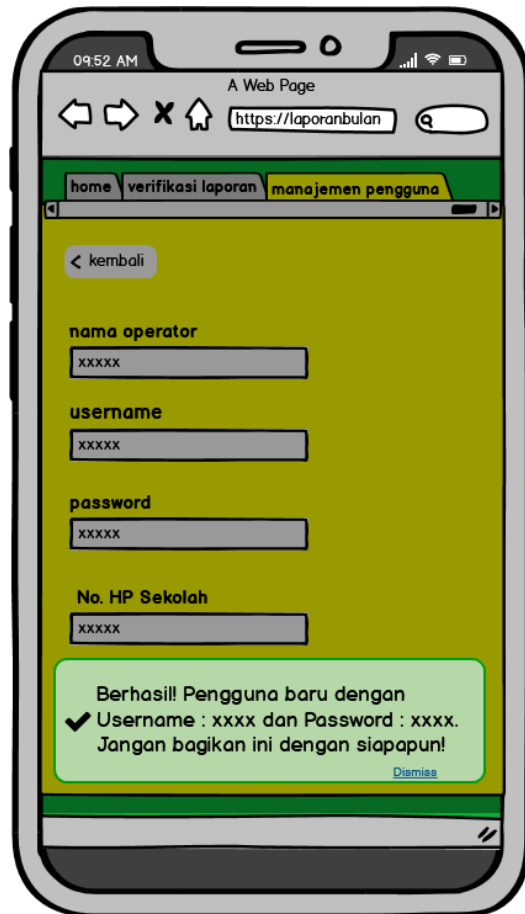 09:52 AM
A Web Page
https://laporanbulan
home verifikasi laporan manajemen pengguna
kembali
nama operator
xxxxx
username
xxxxx
password
xxxxx
No. HP Sekolah
xxxxx
Berhasil! Pengguna baru dengan
Username : xxxx dan Password : xxxx.
Jangan bagikan ini dengan siapapun!
Dismiss